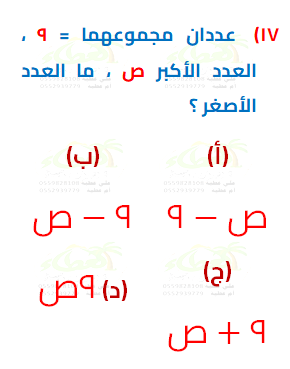 ١٧) عددان مجموعهما = ٩ ،
العدد الأكبر ص ، ما العدد
الأصغر ؟
(أ)
ص − ٩
(ب)
٩ − ص
(ج)
٩ + ص
(د) ٩ص